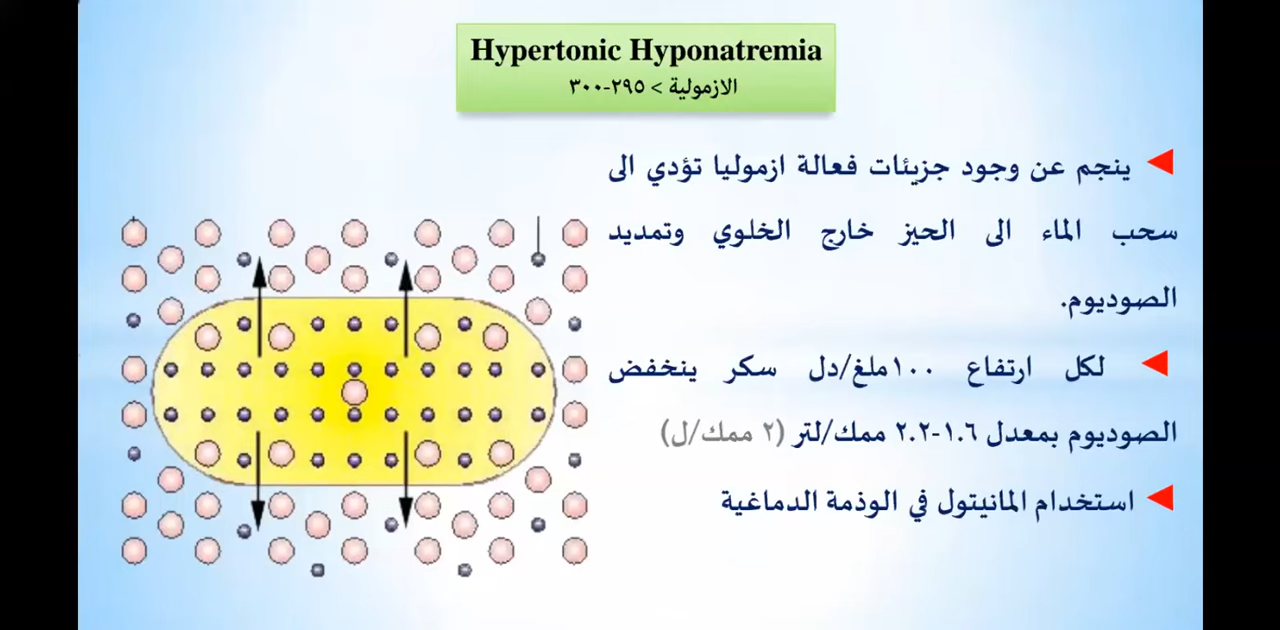 Hypertonic Hyponatremia
الازمولية > ٢٩٥-٣٠٠
ينجم عن وجود جزيئات فعالة ازموليا تؤدي الى
سحب الماء الى الحيز خارج الخلوي وتمديد
الصوديوم.
لكل ارتفاع ١٠٠ملغ/دل سكر ينخفض
الصوديوم بمعدل ١.٦-٢.٢ ممك/لتر (٢ ممك/ل)
استخدام المانيتول في الوذمة الدماغية